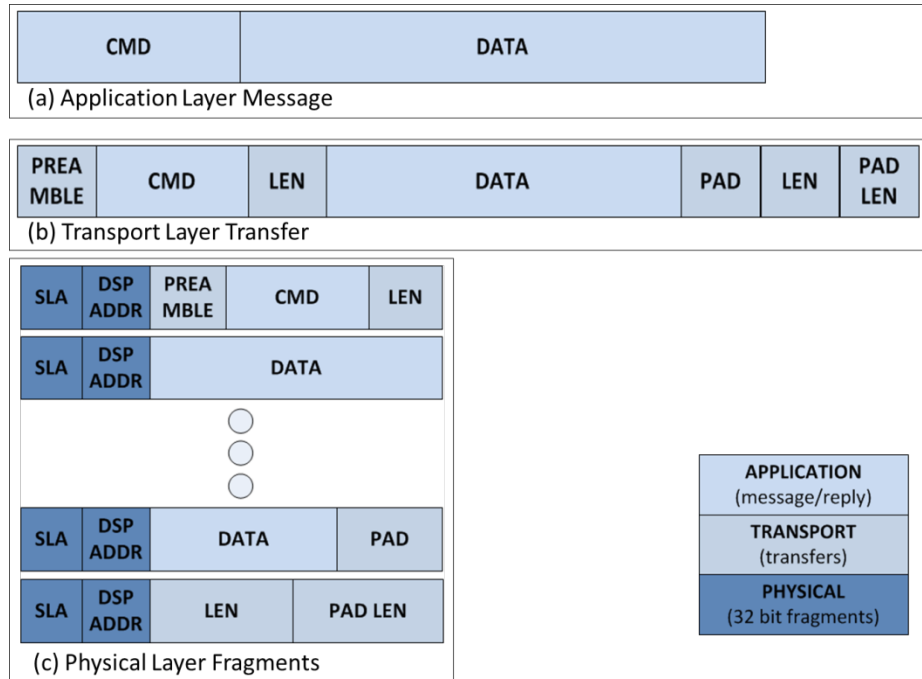 CMD DATA
(a) Application Layer Message
PREA
MBLE CMD LEN DATA PAD LEN PAD
LEN
(b) Transport Layer Transfer
SLA DSP
ADDR PREA
MBLE CMD LEN
SLA DSP
ADDR DATA
SLA DSP
ADDR DATA PAD
SLA DSP
ADDR LEN PAD LEN
(c) Physical Layer Fragments
APPLICATION
(message/reply)
TRANSPORT
(transfers)
PHYSICAL
(32 bit fragments)